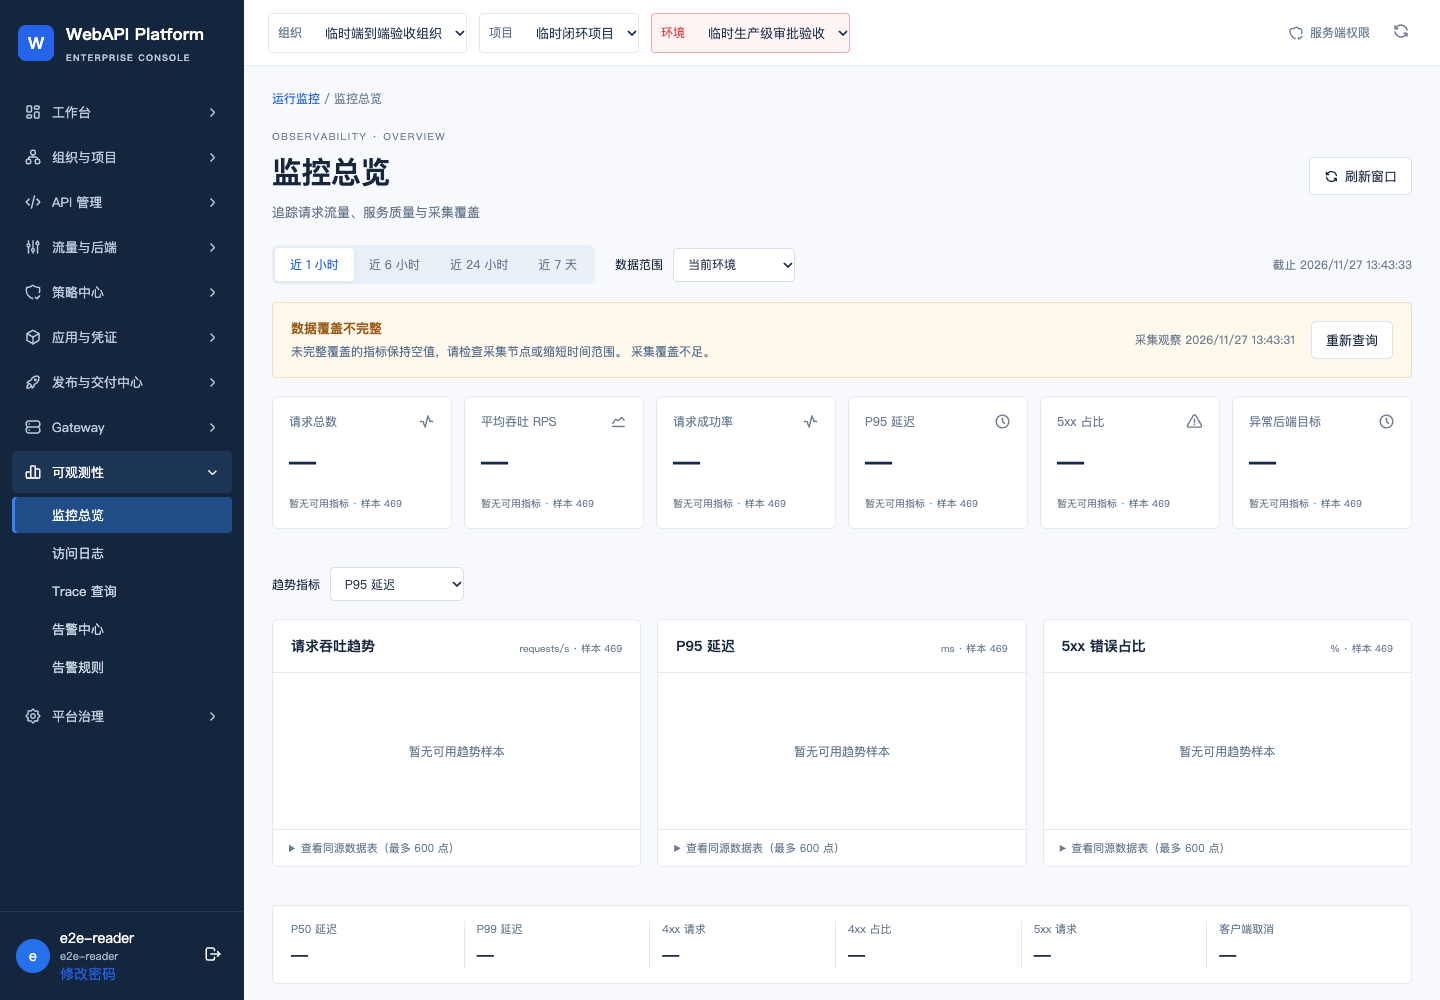 W
WebAPI Platform
ENTERPRISE CONSOLE
工作台
组织与项目
API 管理
流量与后端
策略中心
应用与凭证
发布与交付中心
Gateway
可观测性
监控总览
访问日志
Trace 查询
告警中心
告警规则
平台治理
e
e2e-reader
e2e-reader
修改密码
组织 临时端到端验收组织
项目 临时闭环项目
环境 临时生产级审批验收
服务端权限
运行监控 / 监控总览
OBSERVABILITY · OVERVIEW
监控总览
刷新窗口
追踪请求流量、服务质量与采集覆盖
近 1 小时 近 6 小时 近 24 小时 近 7 天 数据范围 当前环境 截止 2026/11/27 13:43:33
数据覆盖不完整
未完整覆盖的指标保持空值，请检查采集节点或缩短时间范围。 采集覆盖不足。
采集观察 2026/11/27 13:43:31 重新查询
请求总数
—
暂无可用指标 · 样本 469
平均吞吐 RPS
—
暂无可用指标 · 样本 469
请求成功率
—
暂无可用指标 · 样本 469
P95 延迟
—
暂无可用指标 · 样本 469
5xx 占比
—
暂无可用指标 · 样本 469
异常后端目标
—
暂无可用指标 · 样本 469
趋势指标 P95 延迟
请求吞吐趋势 requests/s · 样本 469
暂无可用趋势样本
▶ 查看同源数据表（最多 600 点）
P95 延迟 ms · 样本 469
暂无可用趋势样本
▶ 查看同源数据表（最多 600 点）
5xx 错误占比 % · 样本 469
暂无可用趋势样本
▶ 查看同源数据表（最多 600 点）
P50 延迟
—
P99 延迟
—
4xx 请求
—
4xx 占比
—
5xx 请求
—
客户端取消
—